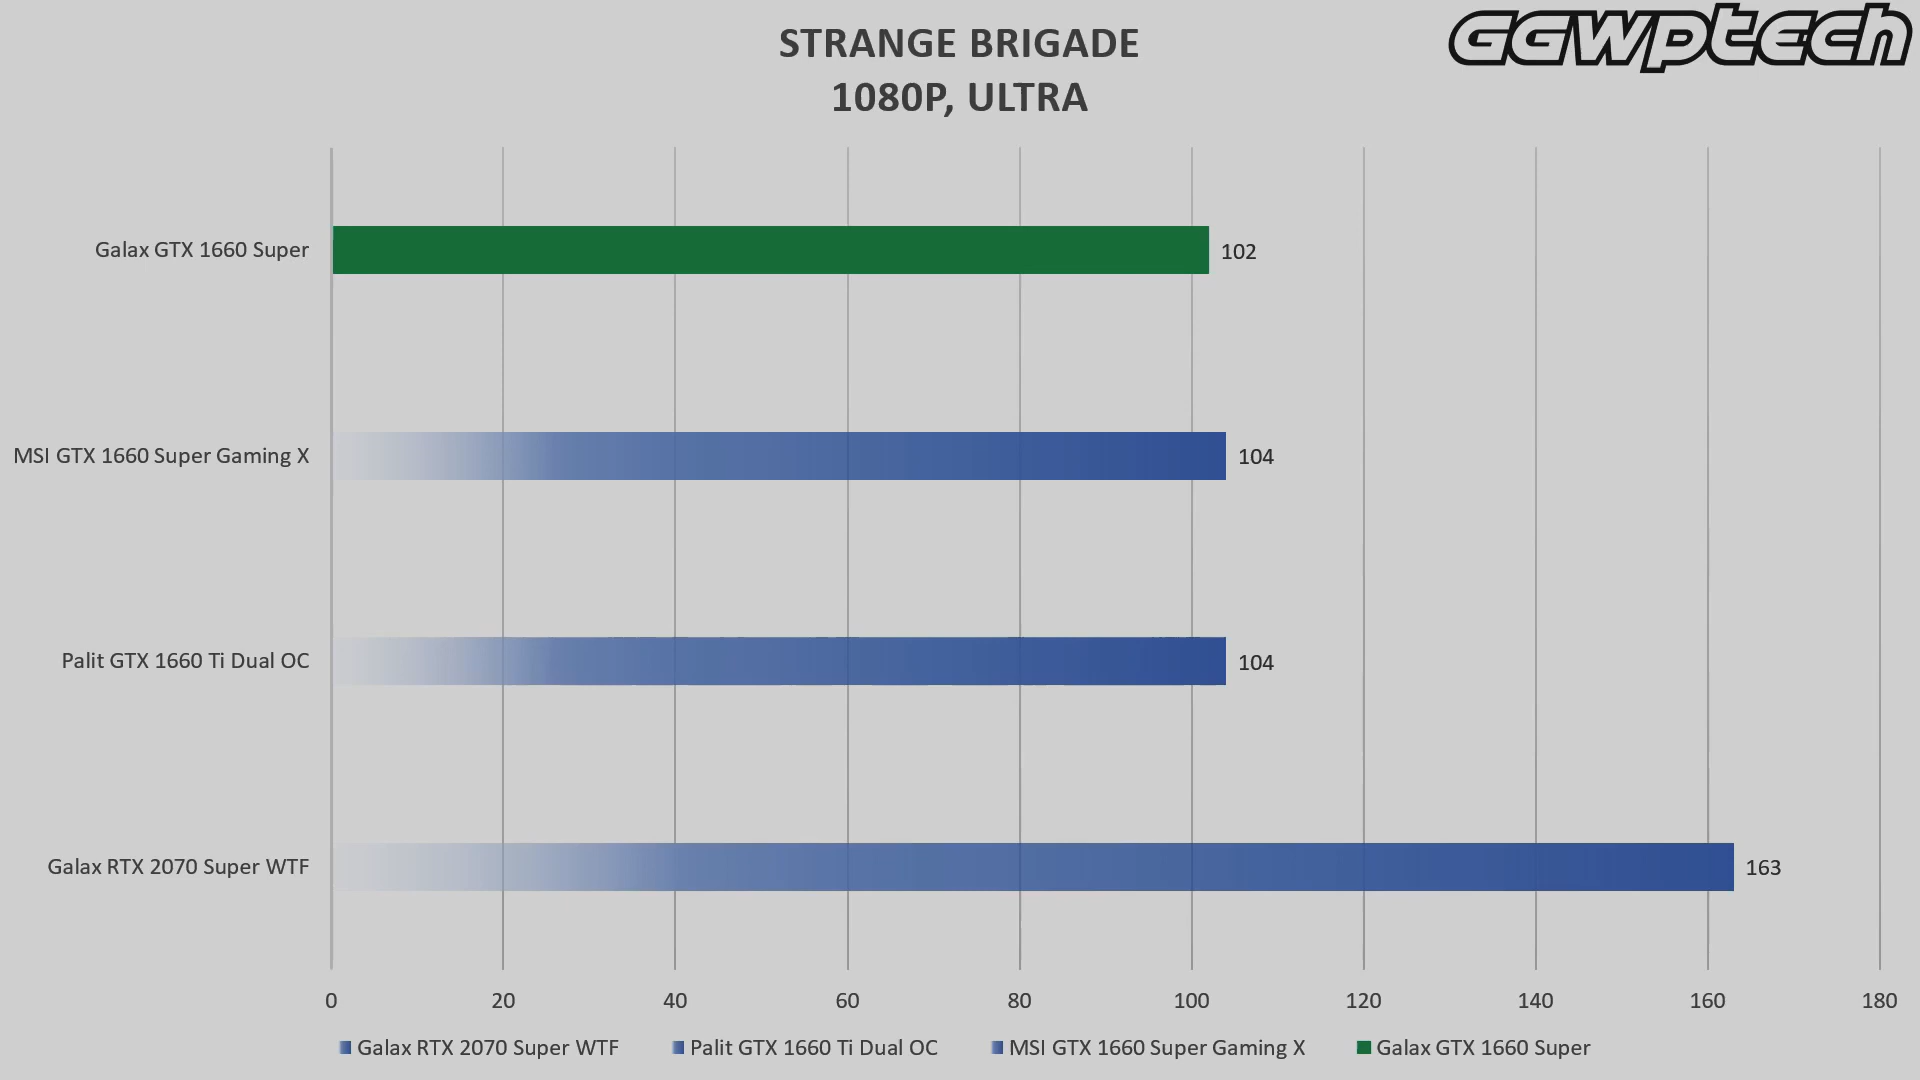 STRANGE BRIGADE
1080P, ULTRA
GGWPtech
Galax GTX 1660 Super
102
MSI GTX 1660 Super Gaming X
104
Palit GTX 1660 Ti Dual OC
104
Galax RTX 2070 Super WTF
163
0 20 40 60 80 100 120 140 160 180
Galax RTX 2070 Super WTF Palit GTX 1660 Ti Dual OC MSI GTX 1660 Super Gaming X Galax GTX 1660 Super